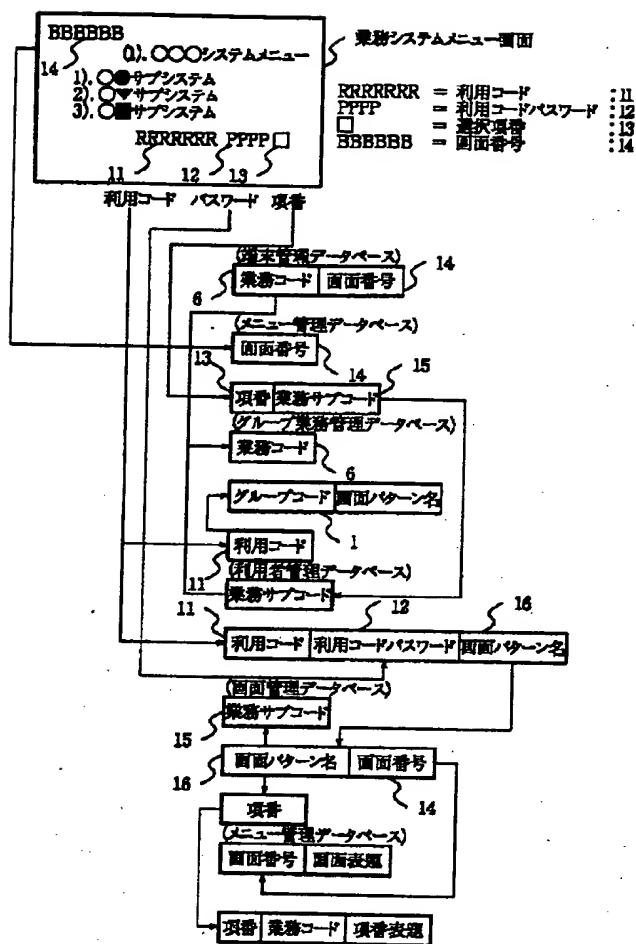 BBBBBB
14
(1). ○○○システムメニュー
1). ○●サブシステム
2). ○▼サブシステム
3). ○■サブシステム
RRRRRRR PPPP□
11 12 13
業務システムメニュー画面
RRRRRRR = 利用コード :11
PPPP = 利用コードパスワード :12
□ = 選択項番 :13
BBBBBB = 画面番号 :14
利用コード パスワード 項番
(端末管理データベース)
業務コード 画面番号
6 14
(メニュー管理データベース)
画面番号
13 14 15
項番 業務サブコード
(グループ業務管理データベース)
業務コード
6
グループコード 画面パターン名
1
利用コード
11
(利用者管理データベース)
業務サブコード
11 12 16
利用コード 利用コードパスワード 画面パターン名
(画面管理データベース)
業務サブコード
15
画面パターン名 画面番号
16 14
項番
(メニュー管理データベース)
画面番号 画面表題
項番 業務コード 項番表題